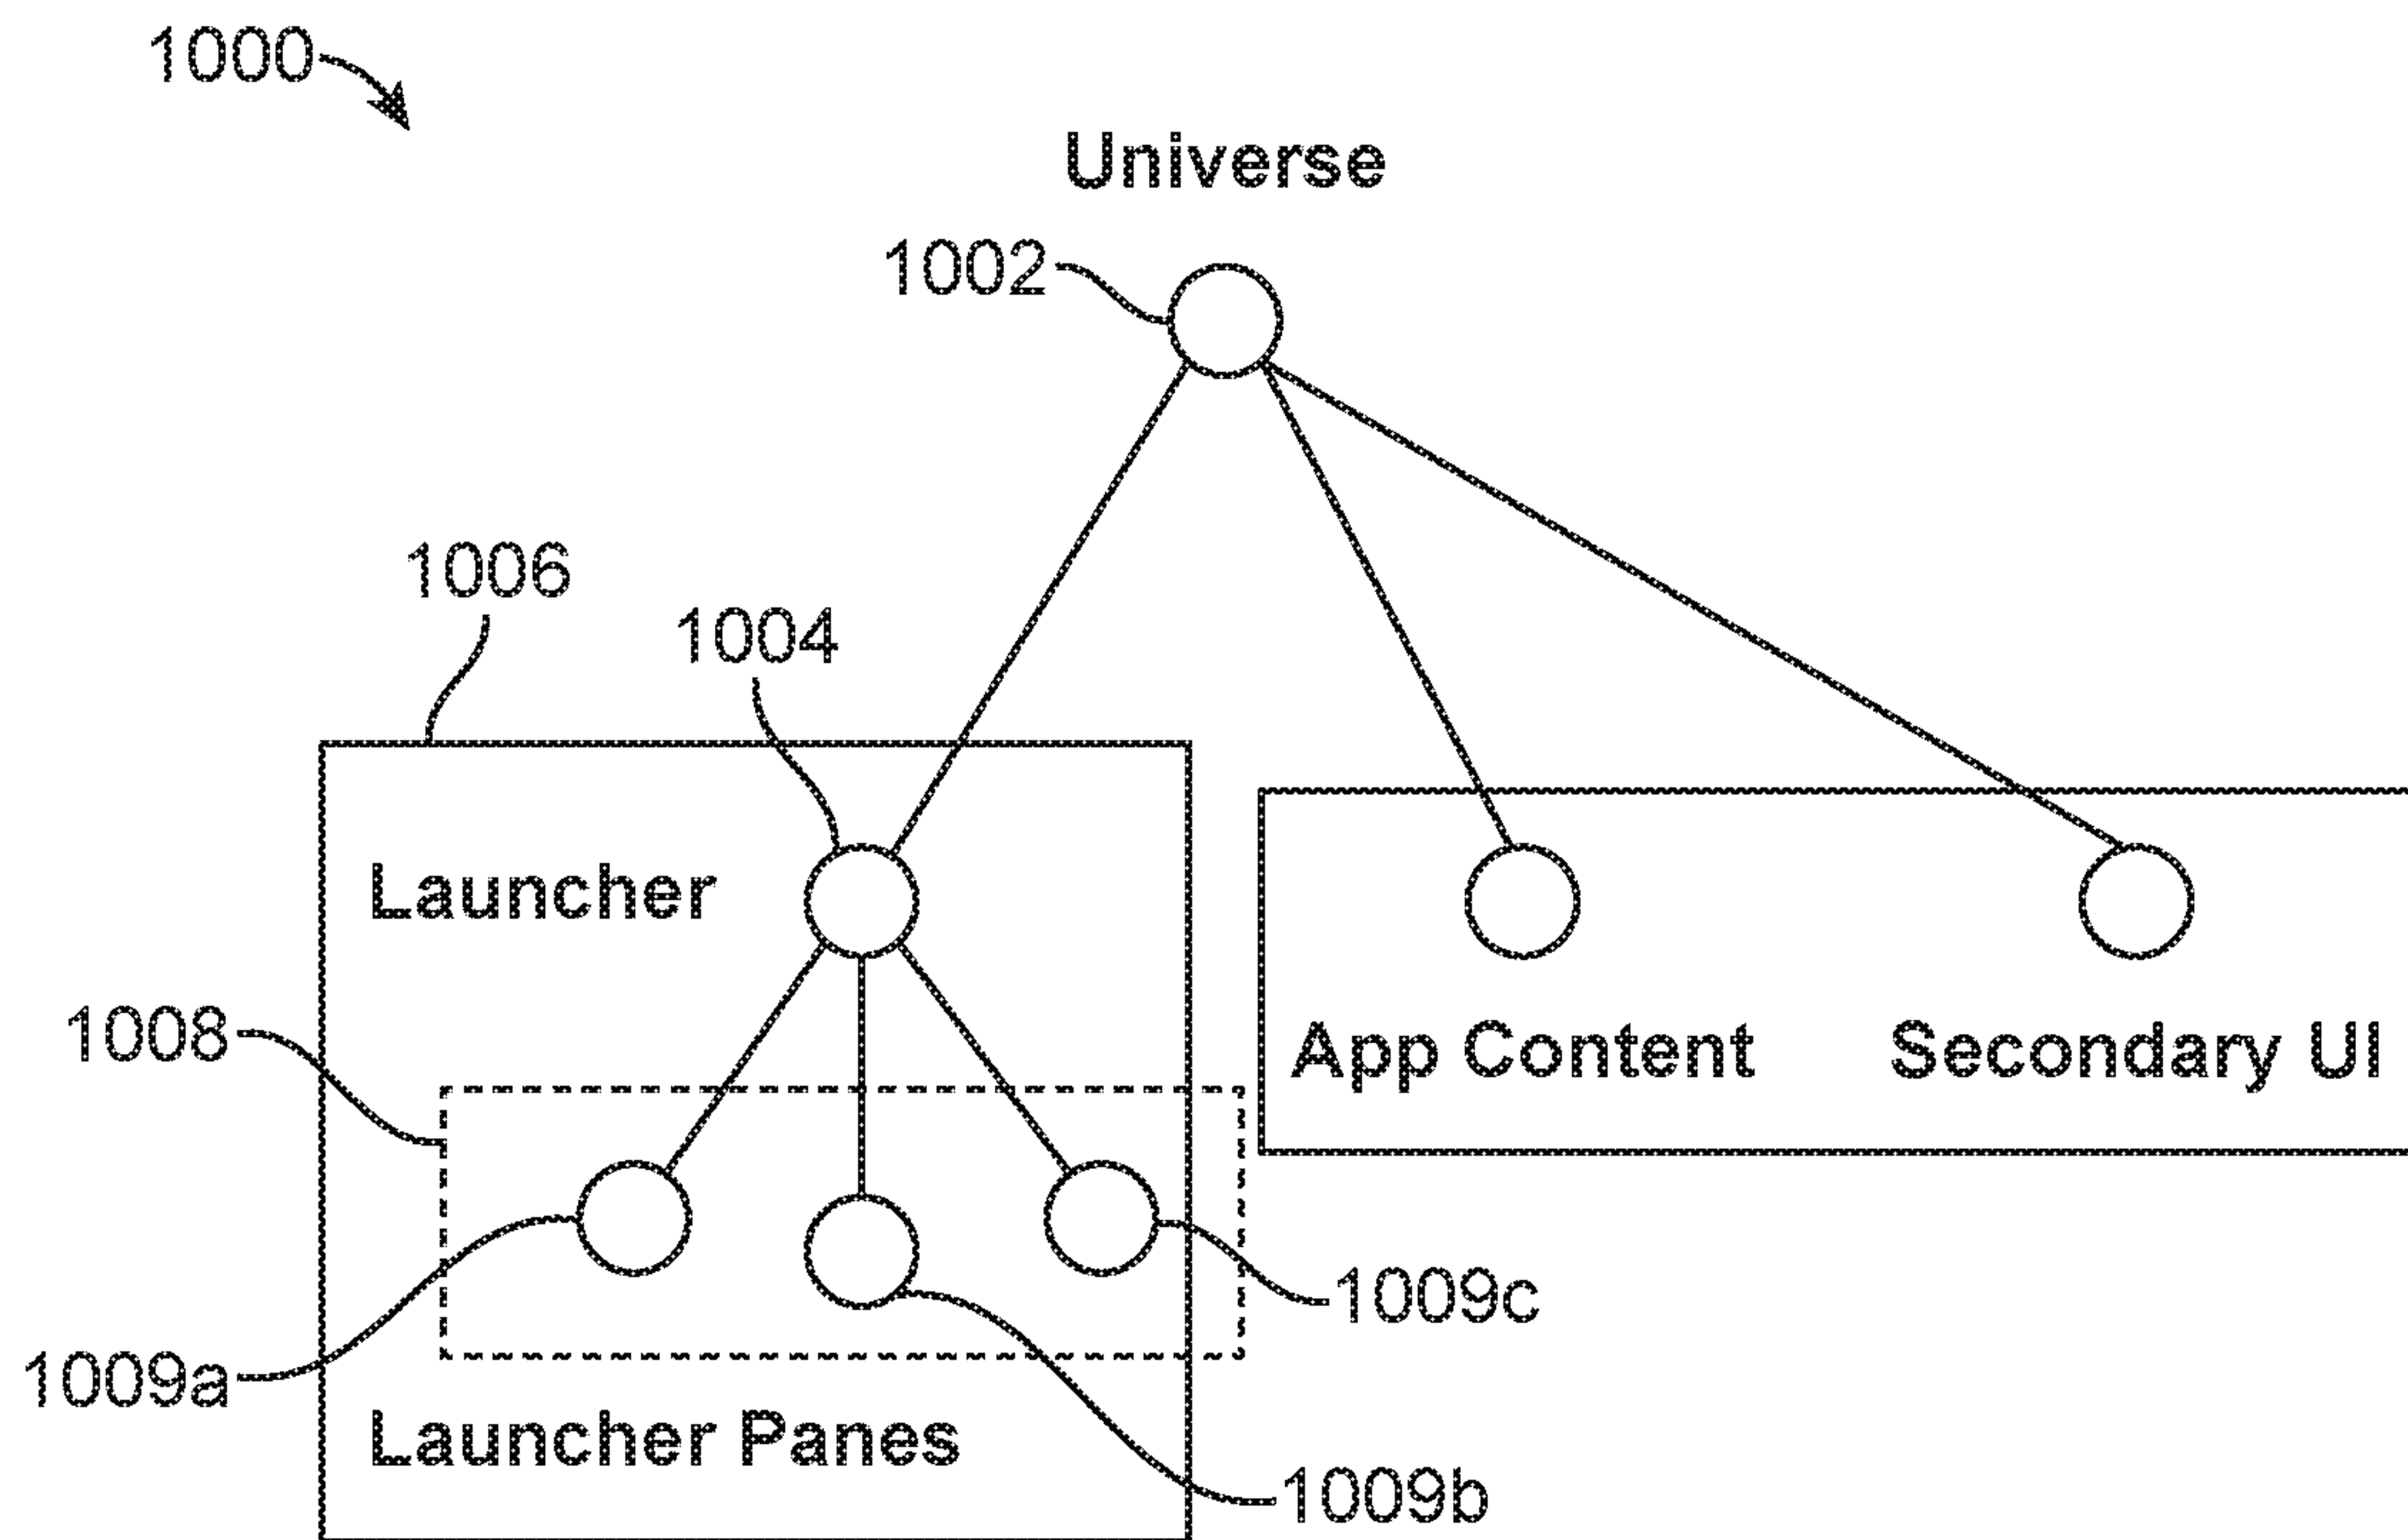 1000
Universe
1002
1006
1004
Launcher
1008
App Content
Secondary UI
1009c
1009a
Launcher Panes
1009b